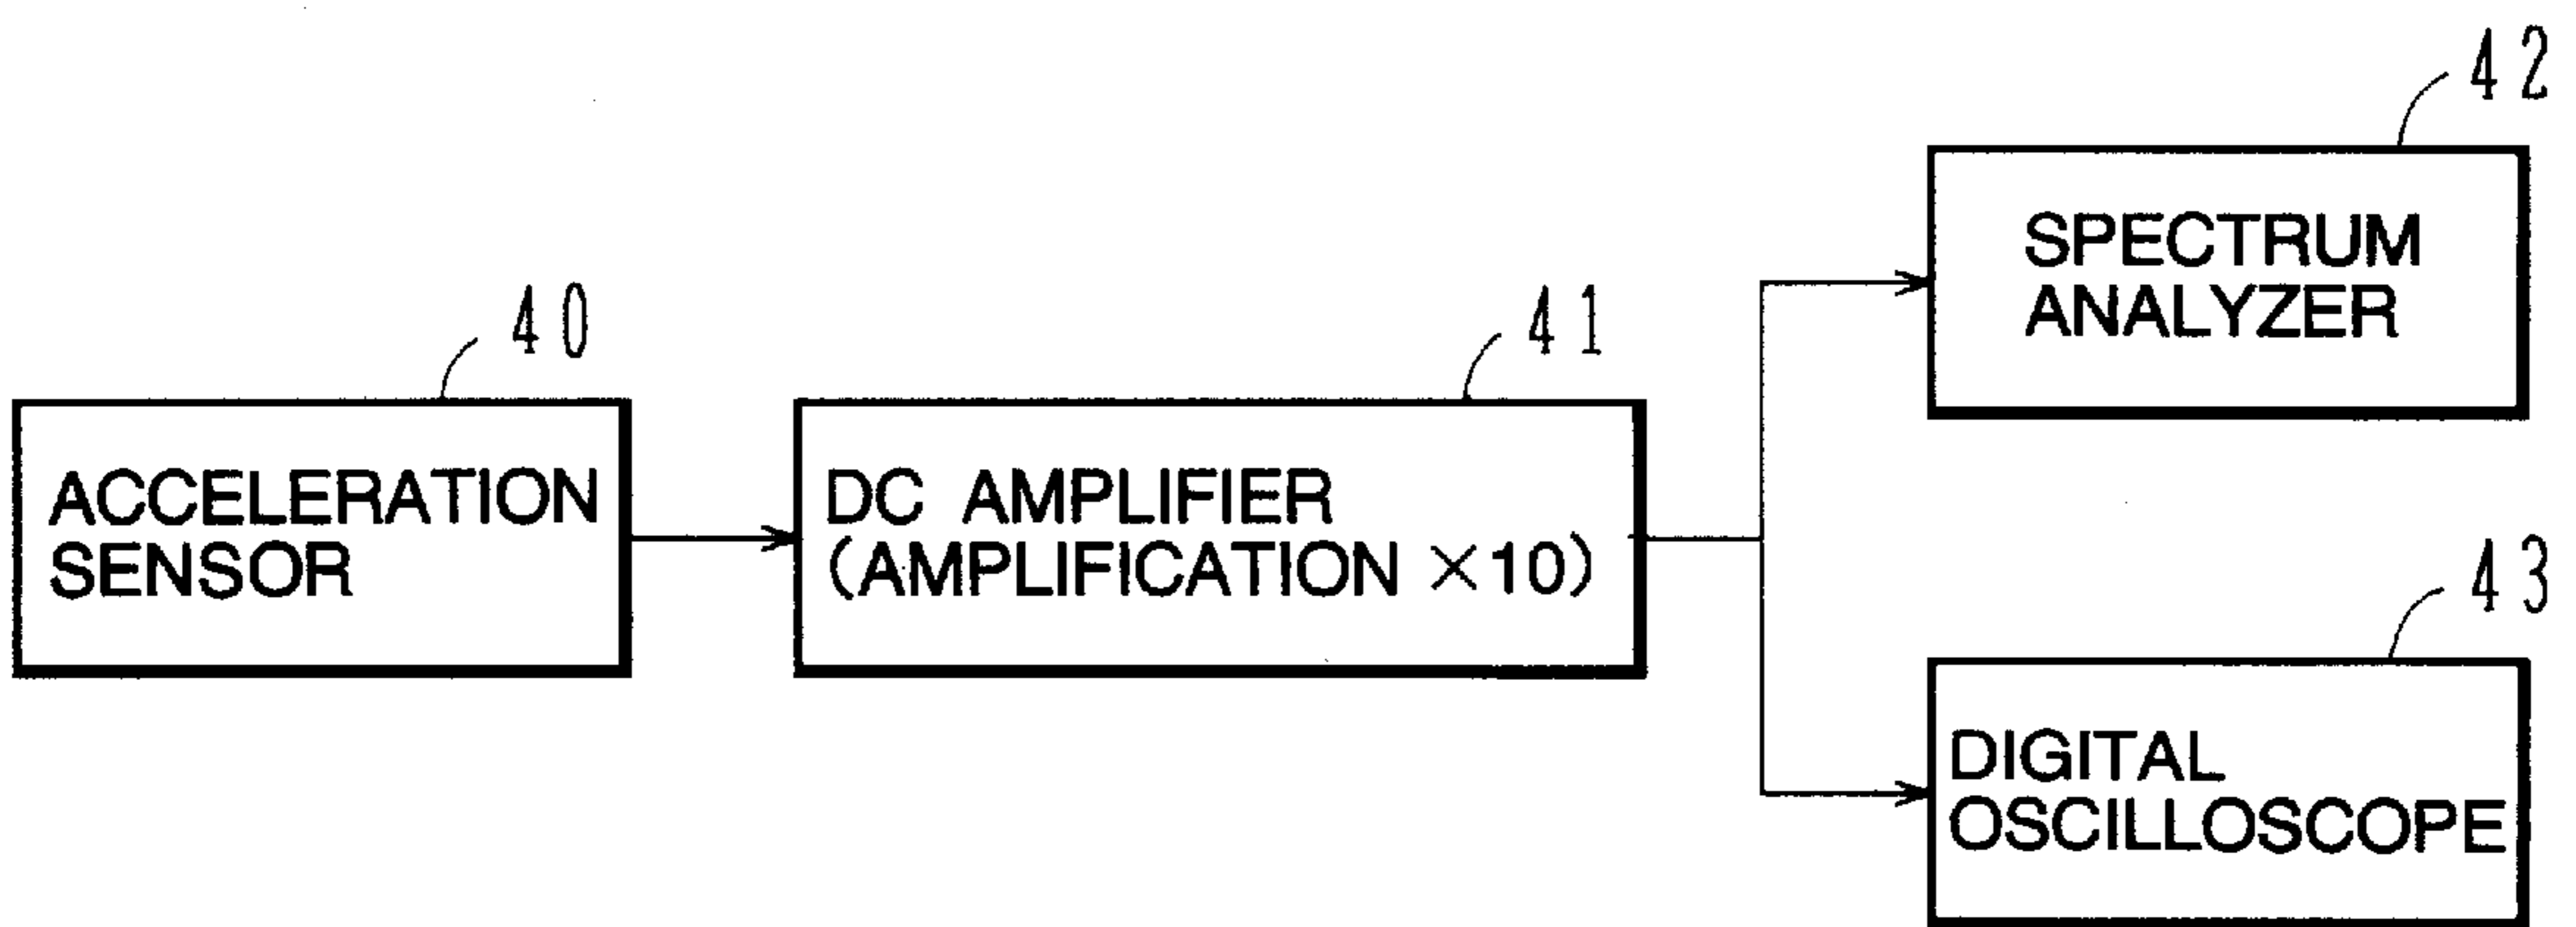 42
SPECTRUM
ANALYZER
40
41
ACCELERATION
SENSOR
DC AMPLIFIER
(AMPLIFICATION ×10)
43
DIGITAL
OSCILLOSCOPE